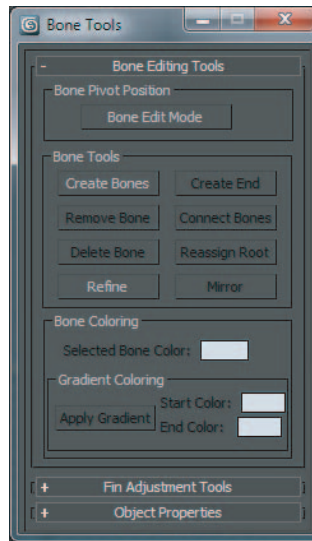 Bone Tools
- Bone Editing Tools
Bone Pivot Position
Bone Edit Mode
Bone Tools
Create Bones Create End
Remove Bone Connect Bones
Delete Bone Reassign Root
Refine Mirror
Bone Coloring
Selected Bone Color:
Gradient Coloring
Apply Gradient Start Color:
End Color:
+ Fin Adjustment Tools
+ Object Properties